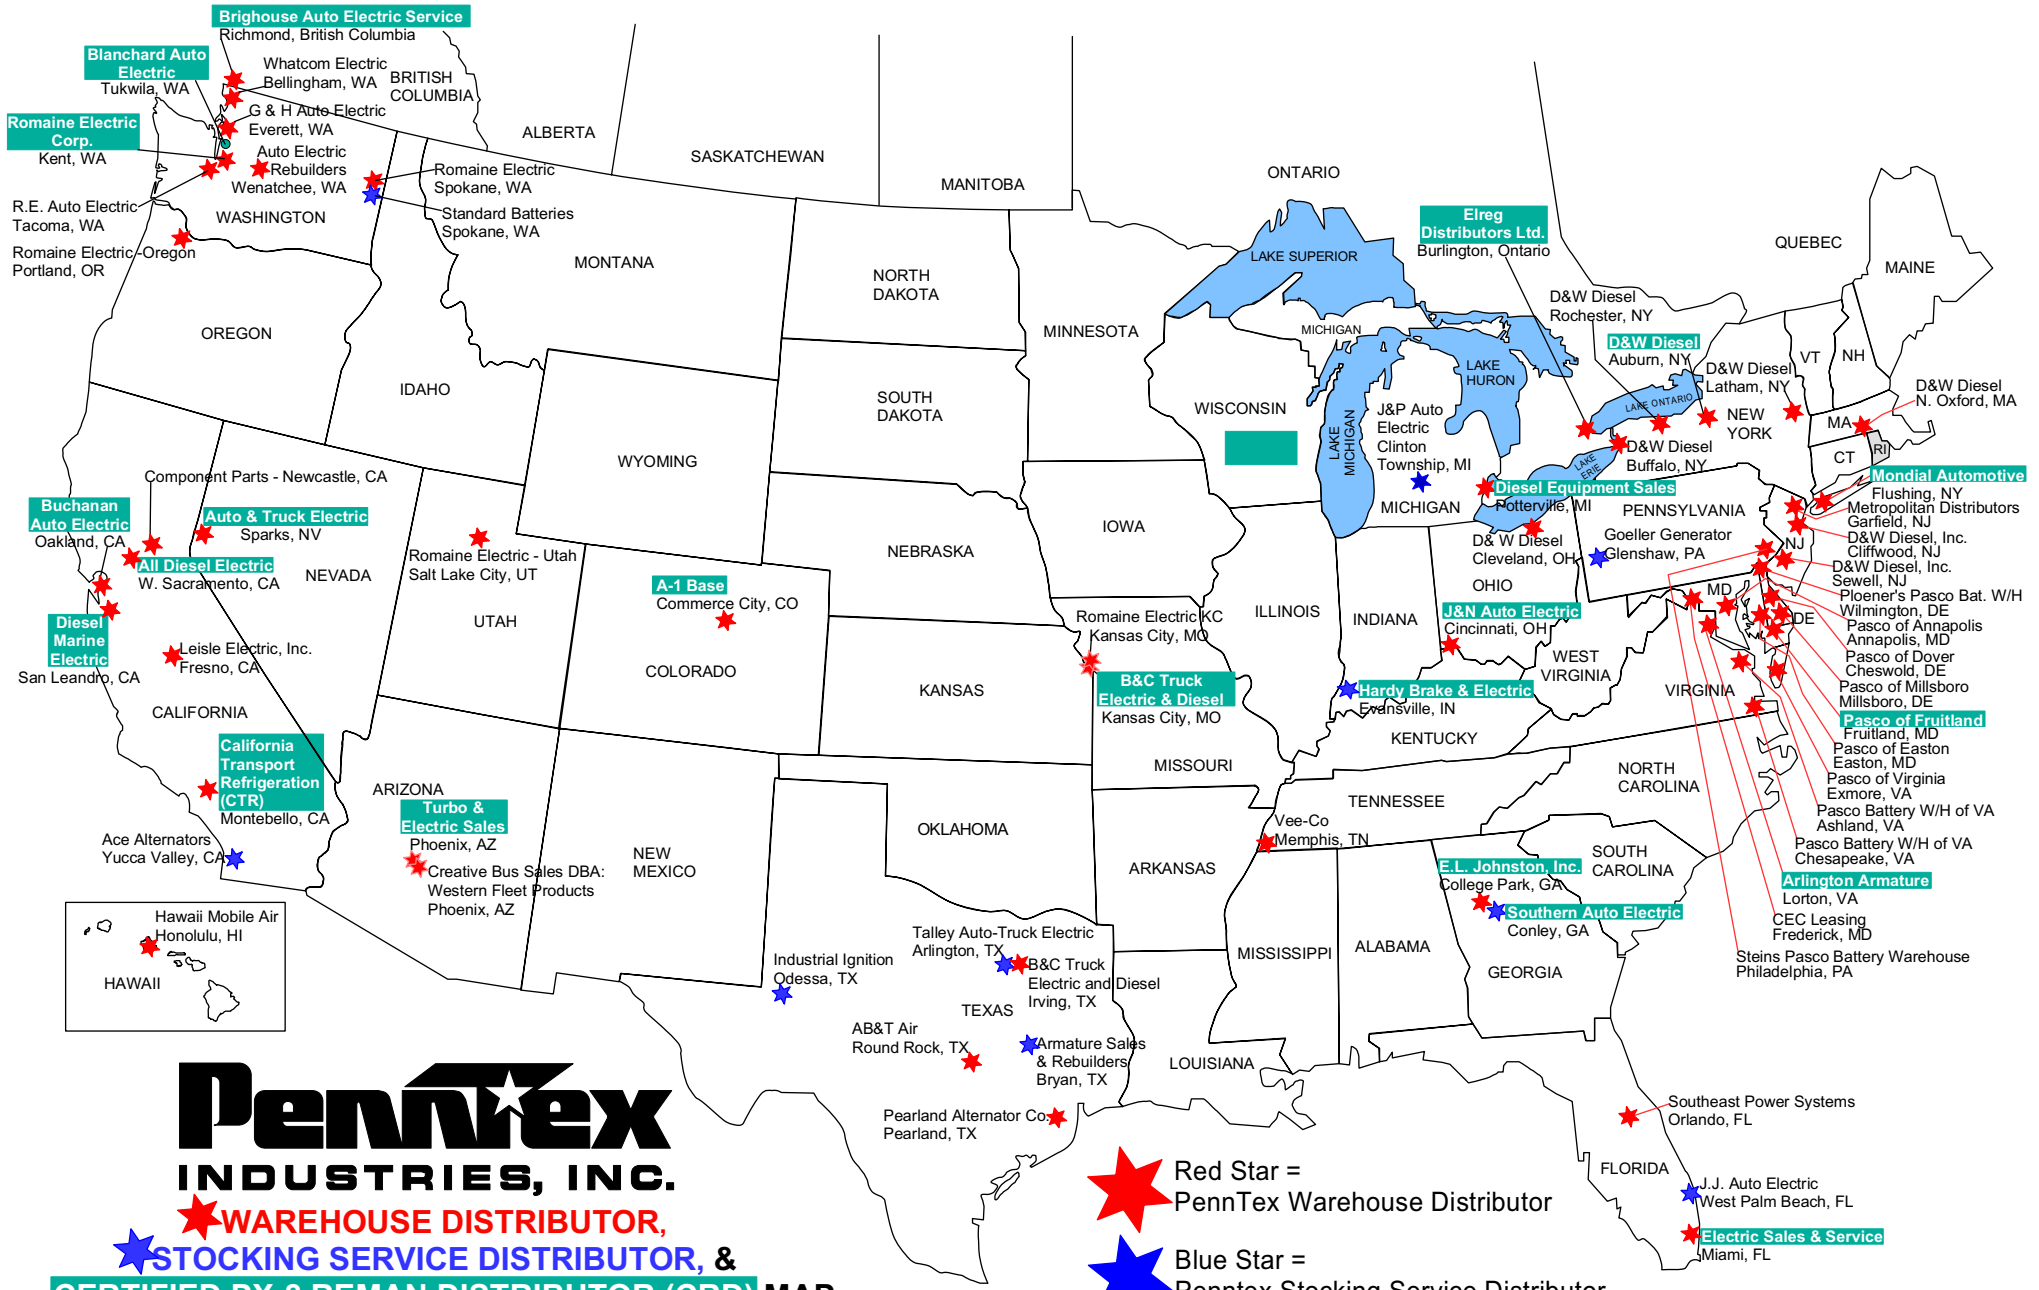 Brighouse Auto Electric Service
Richmond, British Columbia
Blanchard Auto
Electric
Tukwila, WA
Whatcom Electric
Bellingham, WA
BRITISH
COLUMBIA
G & H Auto Electric
Everett, WA
Romaine Electric
Corp.
Kent, WA
Auto Electric
Rebuilders
Wenatchee, WA
R.E. Auto Electric
Tacoma, WA
WASHINGTON
Romaine Electric
Spokane, WA
Standard Batteries
Spokane, WA
Romaine Electric -Oregon
Portland, OR
ALBERTA
SASKATCHEWAN
MANITOBA
ONTARIO
QUEBEC
MAINE
MONTANA
NORTH
DAKOTA
MINNESOTA
LAKE SUPERIOR
Elreg
Distributors Ltd.
Burlington, Ontario
D&W Diesel
Rochester, NY
D&W Diesel
Auburn, NY
D&W Diesel
Latham, NY
VT
NH
D&W Diesel
N. Oxford, MA
OREGON
IDAHO
SOUTH
DAKOTA
WISCONSIN
MICHIGAN
LAKE
HURON
LAKE
MICHIGAN
LAKE ONTARIO
NEW
YORK
MA
CT
RI
J&P Auto
Electric
Clinton
Township, MI
MICHIGAN
D&W Diesel
Buffalo, NY
LAKE
ERIE
Diesel Equipment Sales
Potterville, MI
PENNSYLVANIA
Mondial Automotive
Flushing, NY
Metropolitan Distributors
Garfield, NJ
D&W Diesel, Inc.
Cliffwood, NJ
D&W Diesel, Inc.
Sewell, NJ
Ploener's Pasco Bat. W/H
Wilmington, DE
Pasco of Annapolis
Annapolis, MD
Pasco of Dover
Cheswold, DE
Pasco of Millsboro
Millsboro, DE
Pasco of Fruitland
Fruitland, MD
Pasco of Easton
Easton, MD
Pasco of Virginia
Exmore, VA
Pasco Battery W/H of VA
Ashland, VA
Pasco Battery W/H of VA
Chesapeake, VA
Arlington Armature
Lorton, VA
CEC Leasing
Frederick, MD
Steins Pasco Battery Warehouse
Philadelphia, PA
NJ
MD
DE
D& W Diesel
Cleveland, OH
Goeller Generator
Glenshaw, PA
OHIO
J&N Auto Electric
Cincinnati, OH
WEST
VIRGINIA
VIRGINIA
WYOMING
IOWA
NEBRASKA
ILLINOIS
INDIANA
Component Parts - Newcastle, CA
Buchanan
Auto Electric
Oakland, CA
Auto & Truck Electric
Sparks, NV
All Diesel Electric
W. Sacramento, CA
NEVADA
Romaine Electric - Utah
Salt Lake City, UT
UTAH
A-1 Base
Commerce City, CO
COLORADO
KANSAS
Romaine Electric KC
Kansas City, MO
B&C Truck
Electric & Diesel
Kansas City, MO
MISSOURI
Hardy Brake & Electric
Evansville, IN
KENTUCKY
Diesel
Marine
Electric
San Leandro, CA
Leisle Electric, Inc.
Fresno, CA
CALIFORNIA
California
Transport
Refrigeration
(CTR)
Montebello, CA
Ace Alternators
Yucca Valley, CA
ARIZONA
Turbo &
Electric Sales
Phoenix, AZ
Creative Bus Sales DBA:
Western Fleet Products
Phoenix, AZ
NEW
MEXICO
OKLAHOMA
ARKANSAS
TENNESSEE
Vee-Co
Memphis, TN
NORTH
CAROLINA
SOUTH
CAROLINA
E.L. Johnston, Inc.
College Park, GA
Southern Auto Electric
Conley, GA
MISSISSIPPI
ALABAMA
GEORGIA
Hawaii Mobile Air
Honolulu, HI
HAWAII
Industrial Ignition
Odessa, TX
Talley Auto-Truck Electric
Arlington, TX
B&C Truck
Electric and Diesel
Irving, TX
TEXAS
AB&T Air
Round Rock, TX
Armature Sales
& Rebuilders
Bryan, TX
Pearland Alternator Co.
Pearland, TX
LOUISIANA
Southeast Power Systems
Orlando, FL
FLORIDA
J.J. Auto Electric
West Palm Beach, FL
Electric Sales & Service
Miami, FL
PennTex
INDUSTRIES, INC.
WAREHOUSE DISTRIBUTOR,
STOCKING SERVICE DISTRIBUTOR, &
CERTIFIED BY & REMAN DISTRIBUTOR (CRD) MAP
Red Star =
PennTex Warehouse Distributor
Blue Star =
Penntex Stocking Service Distributor